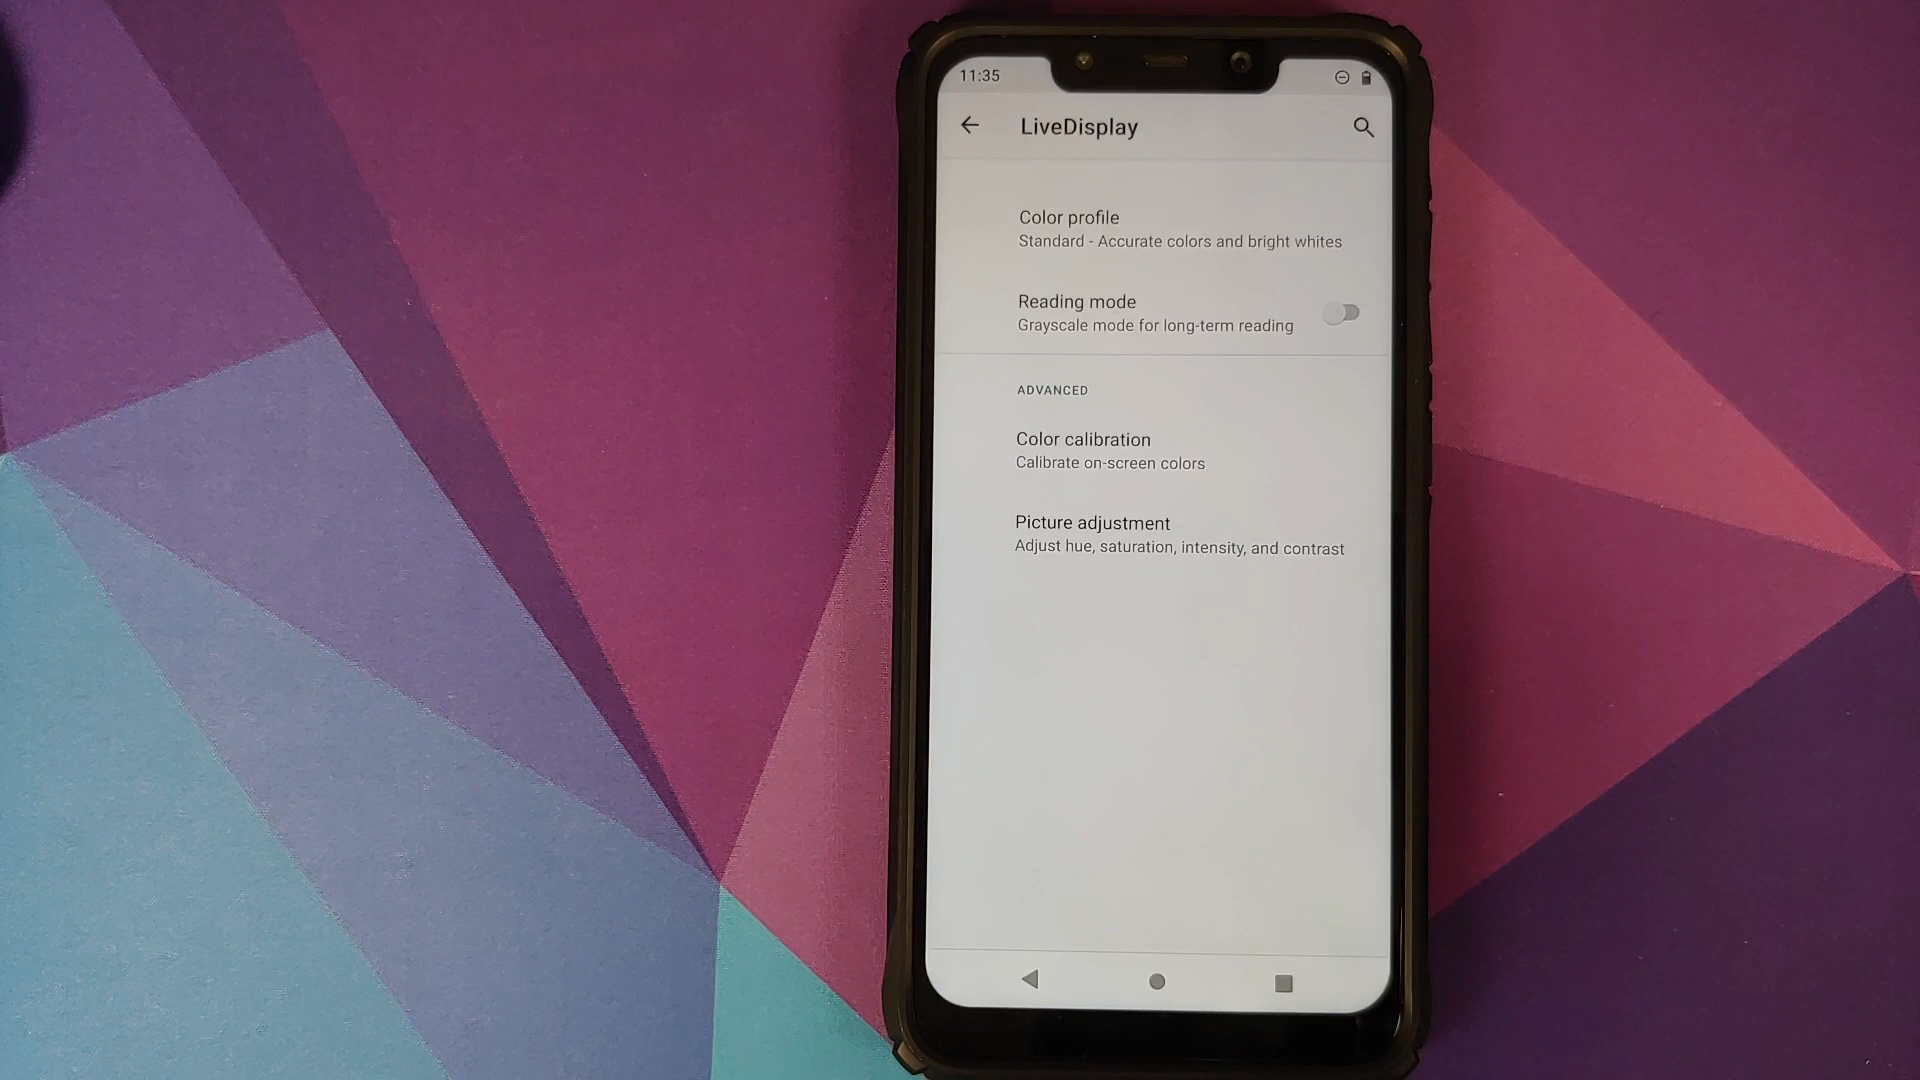 11:35
LiveDisplay
Color profile
Standard - Accurate colors and bright whites
Reading mode
Grayscale mode for long-term reading
ADVANCED
Color calibration
Calibrate on-screen colors
Picture adjustment
Adjust hue, saturation, intensity, and contrast